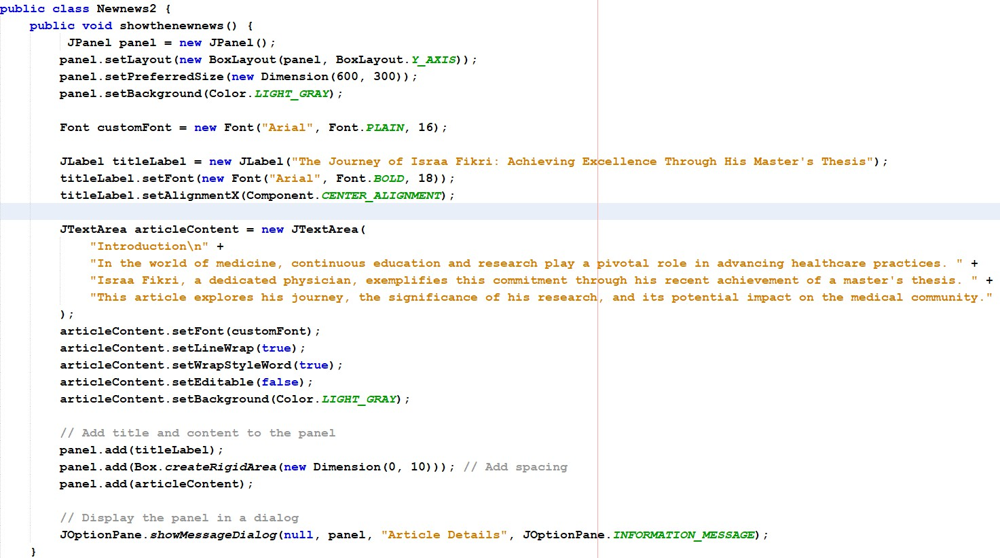 public class Newnews2 {
    public void showthenewnews() {
         JPanel panel = new JPanel();
        panel.setLayout(new BoxLayout(panel, BoxLayout.Y_AXIS));
        panel.setPreferredSize(new Dimension(600, 300));
        panel.setBackground(Color.LIGHT_GRAY);

        Font customFont = new Font("Arial", Font.PLAIN, 16);

        JLabel titleLabel = new JLabel("The Journey of Israa Fikri: Achieving Excellence Through His Master's Thesis");
        titleLabel.setFont(new Font("Arial", Font.BOLD, 18));
        titleLabel.setAlignmentX(Component.CENTER_ALIGNMENT);

        JTextArea articleContent = new JTextArea(
            "Introduction\n" +
            "In the world of medicine, continuous education and research play a pivotal role in advancing healthcare practices. " +
            "Israa Fikri, a dedicated physician, exemplifies this commitment through his recent achievement of a master's thesis. " +
            "This article explores his journey, the significance of his research, and its potential impact on the medical community."
        );
        articleContent.setFont(customFont);
        articleContent.setLineWrap(true);
        articleContent.setWrapStyleWord(true);
        articleContent.setEditable(false);
        articleContent.setBackground(Color.LIGHT_GRAY);

        // Add title and content to the panel
        panel.add(titleLabel);
        panel.add(Box.createRigidArea(new Dimension(0, 10))); // Add spacing
        panel.add(articleContent);

        // Display the panel in a dialog
        JOptionPane.showMessageDialog(null, panel, "Article Details", JOptionPane.INFORMATION_MESSAGE);
    }